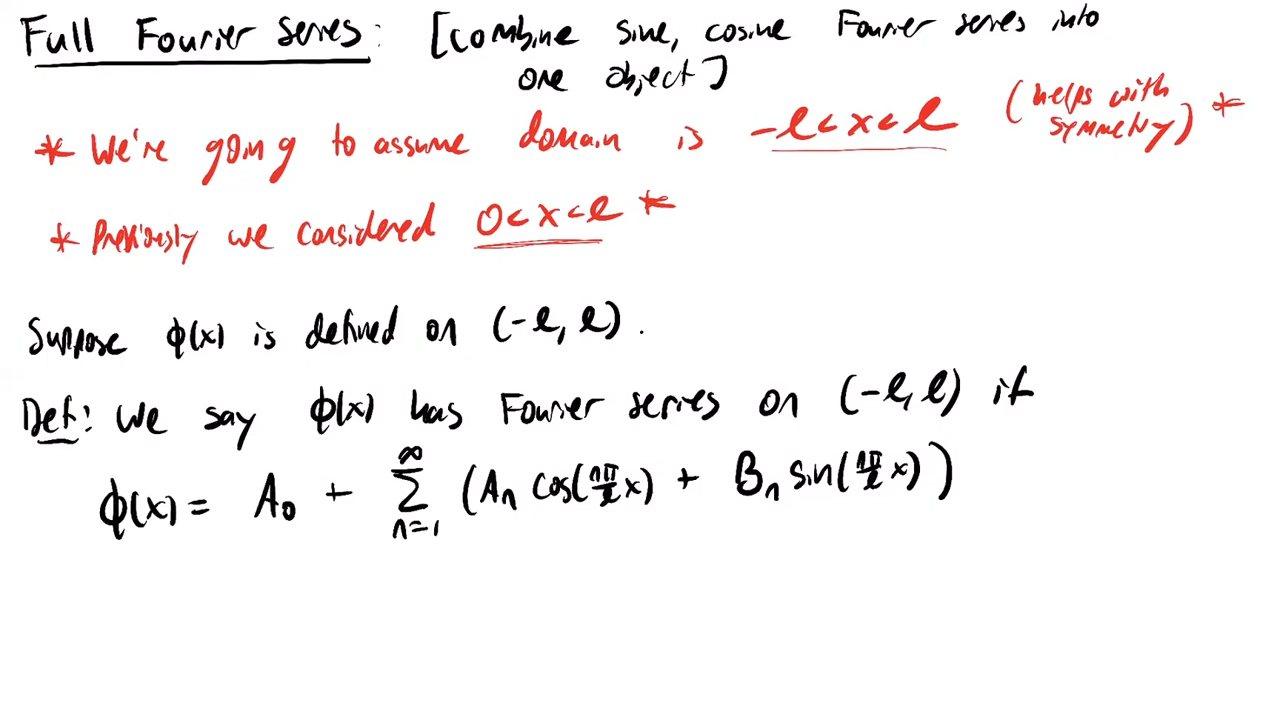 Full Fourier series: [combine sine, cosine Fourier series into
one object]
* We're going to assume domain is -ℓ<x<ℓ (helps with symmetry) *
* Previously we considered 0<x<ℓ *
Suppose ϕ(x) is defined on (-ℓ, ℓ).
Def: We say ϕ(x) has Fourier series on (-ℓ, ℓ) if
ϕ(x) = A₀ + ∑_{n=1}^{∞} (Aₙ cos(nπ/ℓ x) + Bₙ sin(nπ/ℓ x))